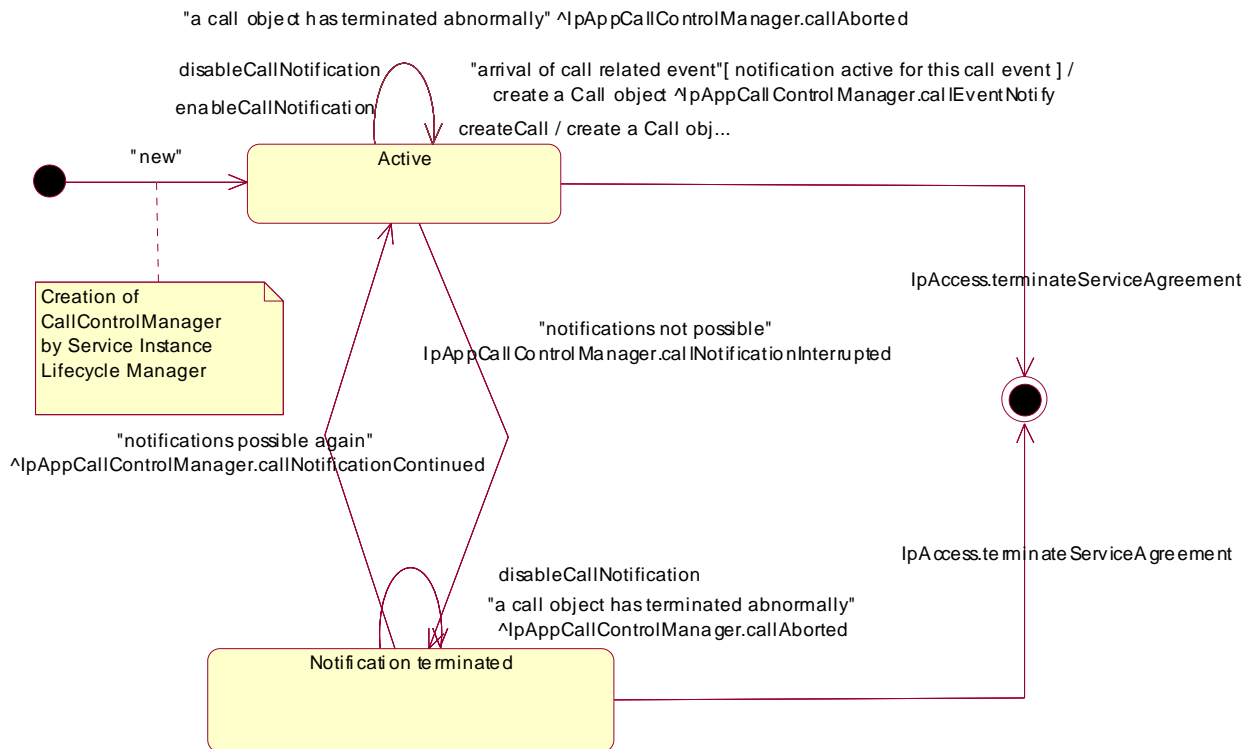 "a call object has terminated abnormally" ^IpAppCallControlManager.callAborted
disableCallNotification
"arrival of call related event"[ notification active for this call event ] /
enableCallNotification
create a Call object ^IpAppCallControlManager.callEventNotify
createCall / create a Call obj...
"new"
Active
IpAccess.terminateServiceAgreement
Creation of
CallControlManager
by Service Instance
Lifecycle Manager
"notifications not possible"
IpAppCallControlManager.callNotificationInterrupted
"notifications possible again"
^IpAppCallControlManager.callNotificationContinued
IpAccess.terminateServiceAgreement
disableCallNotification
"a call object has terminated abnormally"
^IpAppCallControlManager.callAborted
Notification terminated